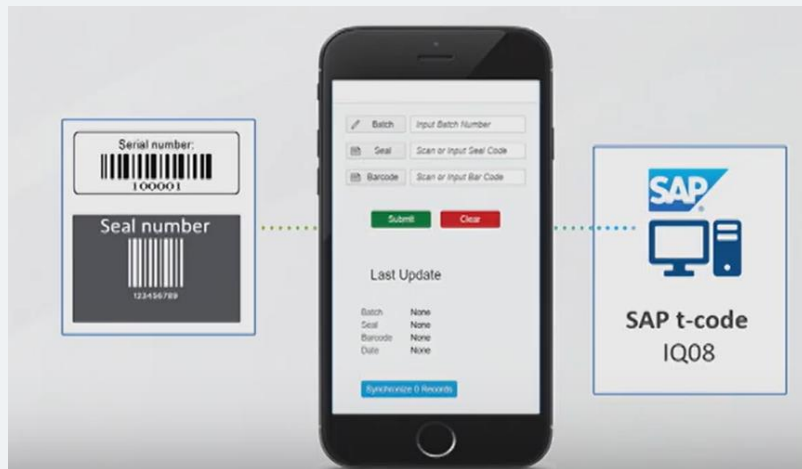 Serial number:
100001
Seal number
123456789
Batch Input Batch Number
Seal Scan or Input Seal Code
Barcode Scan or Input Bar Code
Submit Clear
Last Update
Batch None
Seal None
Barcode None
Date None
Synchronize 0 Records
SAP®
SAP t-code
IQ08